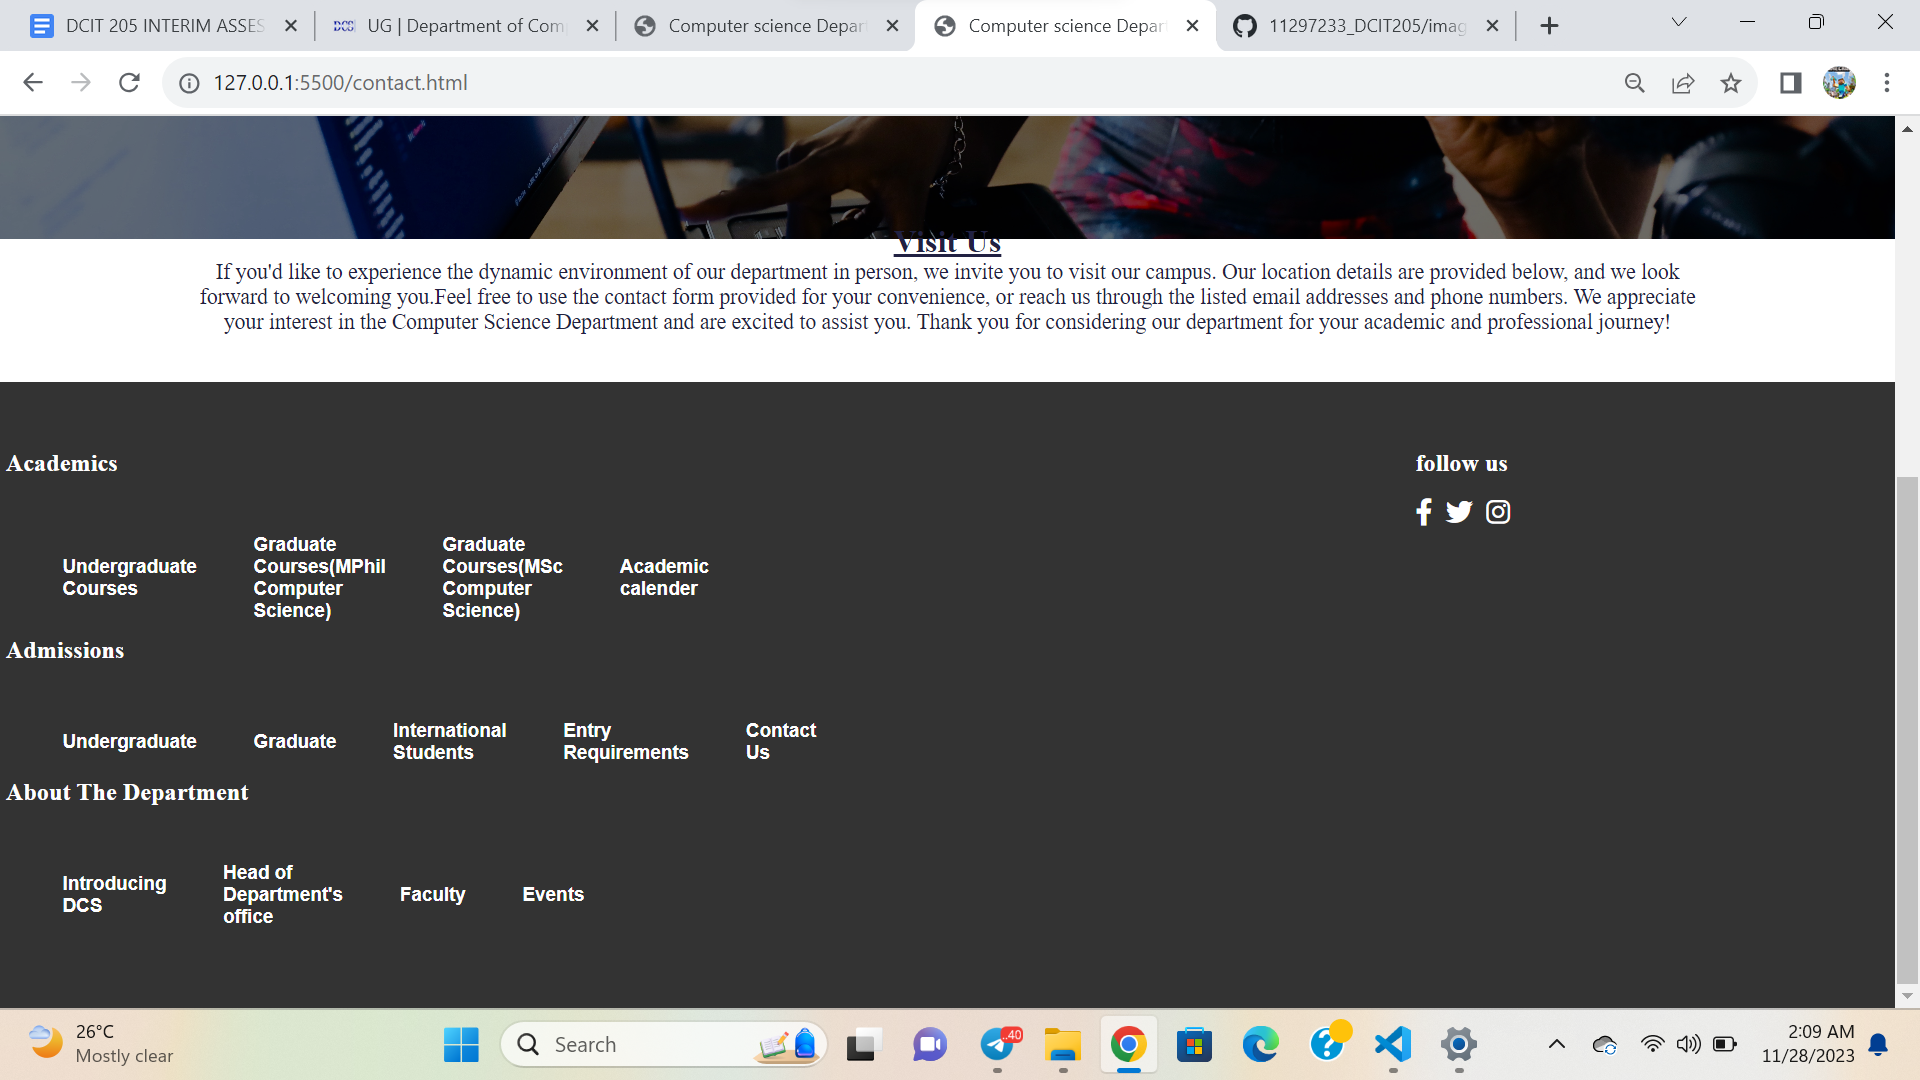 DCIT 205 INTERIM ASSES
UG | Department of Com
Computer science Depar
Computer science Depar
11297233_DCIT205/imag
127.0.0.1:5500/contact.html
Visit Us
If you'd like to experience the dynamic environment of our department in person, we invite you to visit our campus. Our location details are provided below, and we look
forward to welcoming you.Feel free to use the contact form provided for your convenience, or reach us through the listed email addresses and phone numbers. We appreciate
your interest in the Computer Science Department and are excited to assist you. Thank you for considering our department for your academic and professional journey!
Academics
follow us
Undergraduate
Courses
Graduate
Courses(MPhil
Computer
Science)
Graduate
Courses(MSc
Computer
Science)
Academic
calender
Admissions
Undergraduate
Graduate
International
Students
Entry
Requirements
Contact
Us
About The Department
Introducing
DCS
Head of
Department's
office
Faculty
Events
26°C
Mostly clear
Search
..40
2:09 AM
11/28/2023